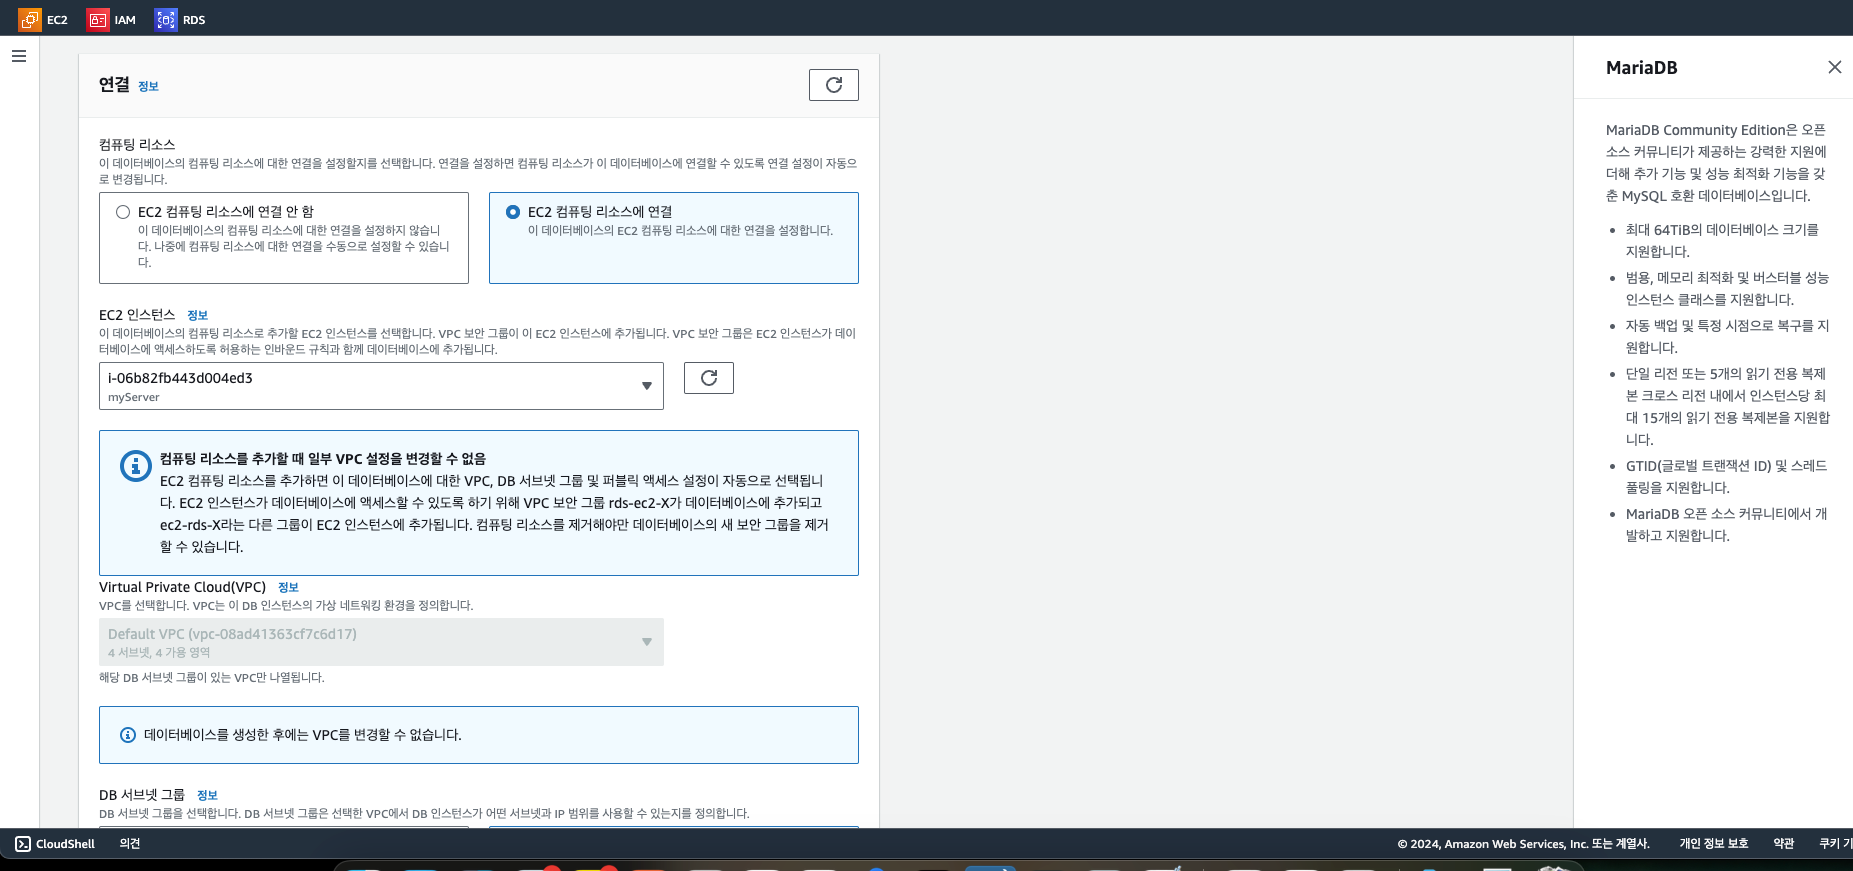 EC2 IAM RDS
연결 정보
컴퓨팅 리소스
이 데이터베이스의 컴퓨팅 리소스에 대한 연결을 설정할지를 선택합니다. 연결을 설정하면 컴퓨팅 리소스가 이 데이터베이스에 연결할 수 있도록 연결 설정이 자동으
로 변경됩니다.
EC2 컴퓨팅 리소스에 연결 안 함
이 데이터베이스의 컴퓨팅 리소스에 대한 연결을 설정하지 않습니
다. 나중에 컴퓨팅 리소스에 대한 연결을 수동으로 설정할 수 있습니
다.
EC2 컴퓨팅 리소스에 연결
이 데이터베이스의 EC2 컴퓨팅 리소스에 대한 연결을 설정합니다.
EC2 인스턴스 정보
이 데이터베이스의 컴퓨팅 리소스로 추가할 EC2 인스턴스를 선택합니다. VPC 보안 그룹이 이 EC2 인스턴스에 추가됩니다. VPC 보안 그룹은 EC2 인스턴스가 데이
터베이스에 액세스하도록 허용하는 인바운드 규칙과 함께 데이터베이스에 추가됩니다.
i-06b82fb443d004ed3
myServer
컴퓨팅 리소스를 추가할 때 일부 VPC 설정을 변경할 수 없음
EC2 컴퓨팅 리소스를 추가하면 이 데이터베이스에 대한 VPC, DB 서브넷 그룹 및 퍼블릭 액세스 설정이 자동으로 선택됩니
다. EC2 인스턴스가 데이터베이스에 액세스할 수 있도록 하기 위해 VPC 보안 그룹 rds-ec2-X가 데이터베이스에 추가되고
ec2-rds-X라는 다른 그룹이 EC2 인스턴스에 추가됩니다. 컴퓨팅 리소스를 제거해야만 데이터베이스의 새 보안 그룹을 제거
할 수 있습니다.
Virtual Private Cloud(VPC) 정보
VPC를 선택합니다. VPC는 이 DB 인스턴스의 가상 네트워킹 환경을 정의합니다.
Default VPC (vpc-08ad41363cf7c6d17)
4 서브넷, 4 가용 영역
해당 DB 서브넷 그룹이 있는 VPC만 나열됩니다.
데이터베이스를 생성한 후에는 VPC를 변경할 수 없습니다.
DB 서브넷 그룹 정보
DB 서브넷 그룹을 선택합니다. DB 서브넷 그룹은 선택한 VPC에서 DB 인스턴스가 어떤 서브넷과 IP 범위를 사용할 수 있는지를 정의합니다.
MariaDB
MariaDB Community Edition은 오픈
소스 커뮤니티가 제공하는 강력한 지원에
더해 추가 기능 및 성능 최적화 기능을 갖
춘 MySQL 호환 데이터베이스입니다.
• 최대 64TiB의 데이터베이스 크기를
지원합니다.
• 범용, 메모리 최적화 및 버스터블 성능
인스턴스 클래스를 지원합니다.
• 자동 백업 및 특정 시점으로 복구를 지
원합니다.
• 단일 리전 또는 5개의 읽기 전용 복제
본 크로스 리전 내에서 인스턴스당 최
대 15개의 읽기 전용 복제본을 지원합
니다.
• GTID(글로벌 트랜잭션 ID) 및 스레드
풀링을 지원합니다.
• MariaDB 오픈 소스 커뮤니티에서 개
발하고 지원합니다.
CloudShell 의견 © 2024, Amazon Web Services, Inc. 또는 계열사. 개인 정보 보호 약관 쿠키 기